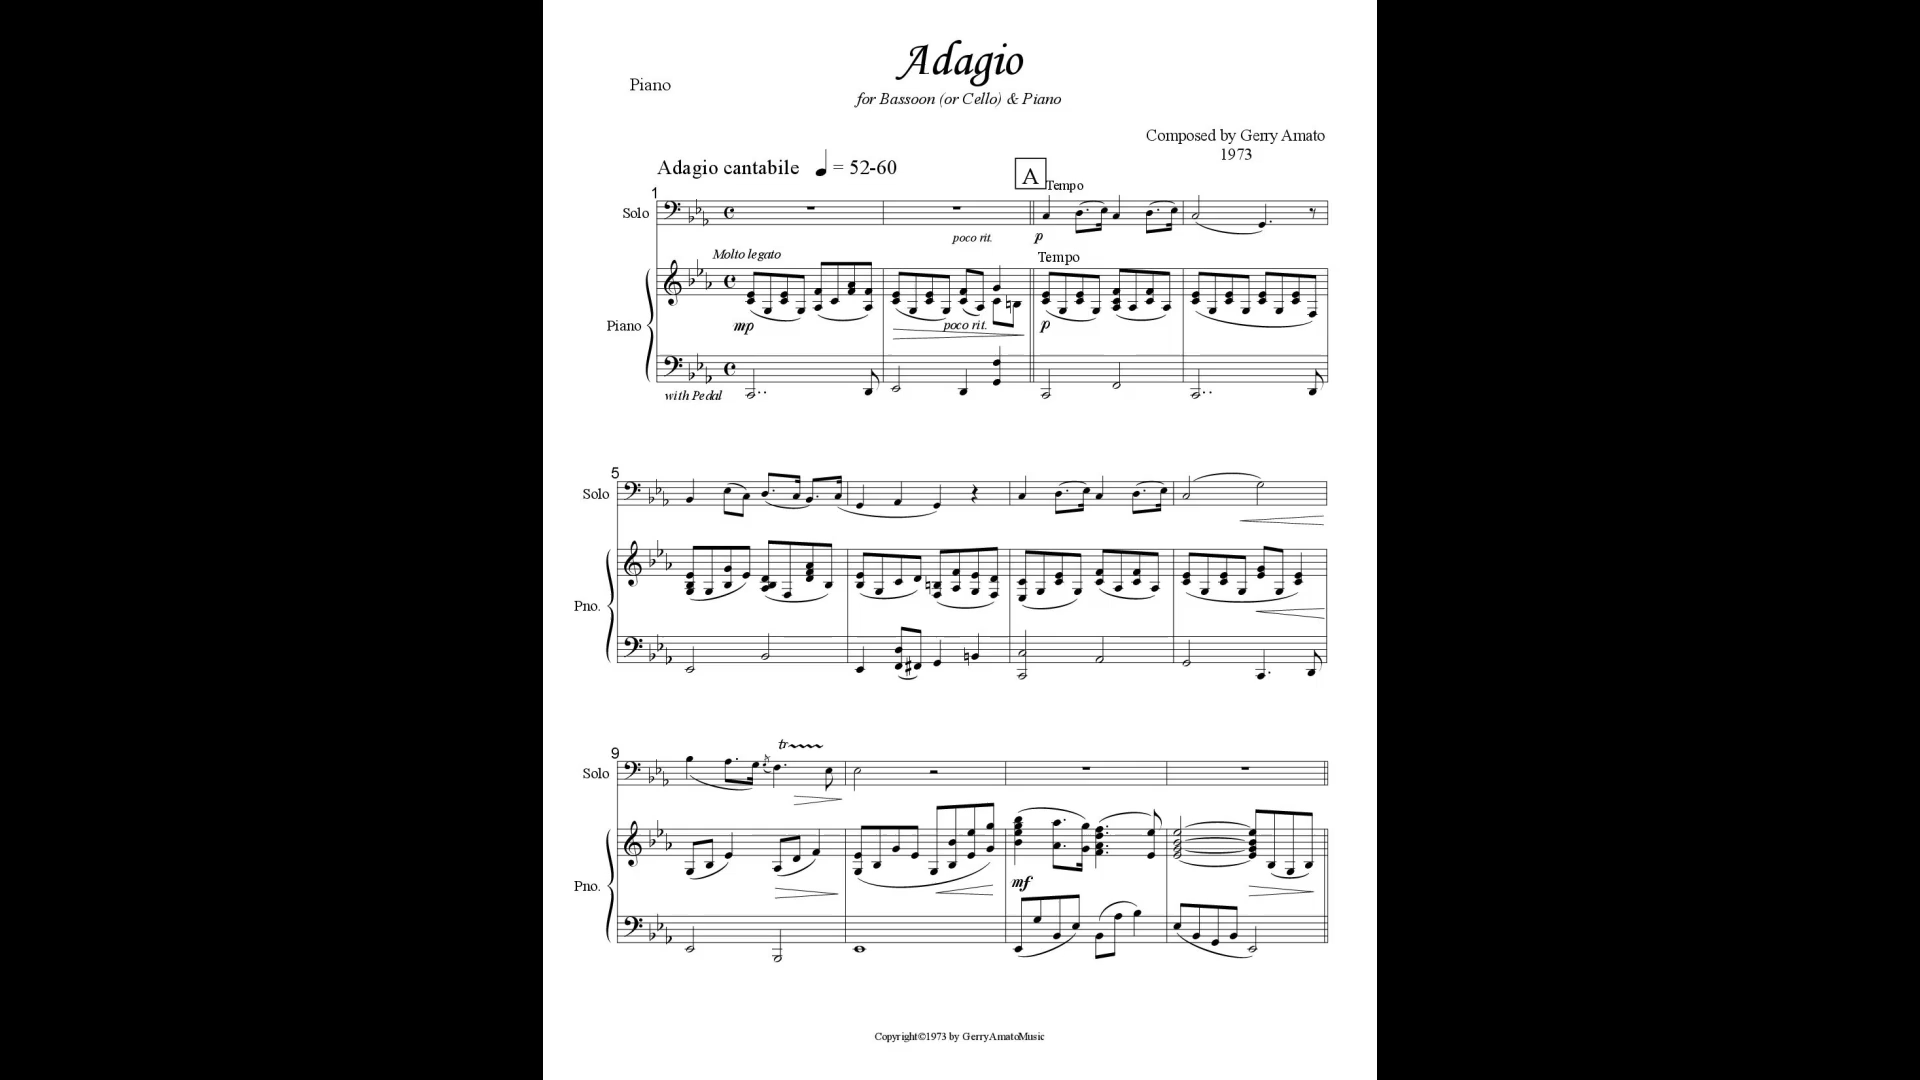 Adagio
Piano
for Bassoon (or Cello) & Piano
Composed by Gerry Amato
1973
Adagio cantabile = 52-60
A
Tempo
1
Solo
poco rit.
p
Molto legato
Tempo
Piano
mp
poco rit.
p
with Pedal
5
Solo
Pno.
9
tr
Solo
Pno.
mf
Copyright©1973 by GerryAmatoMusic